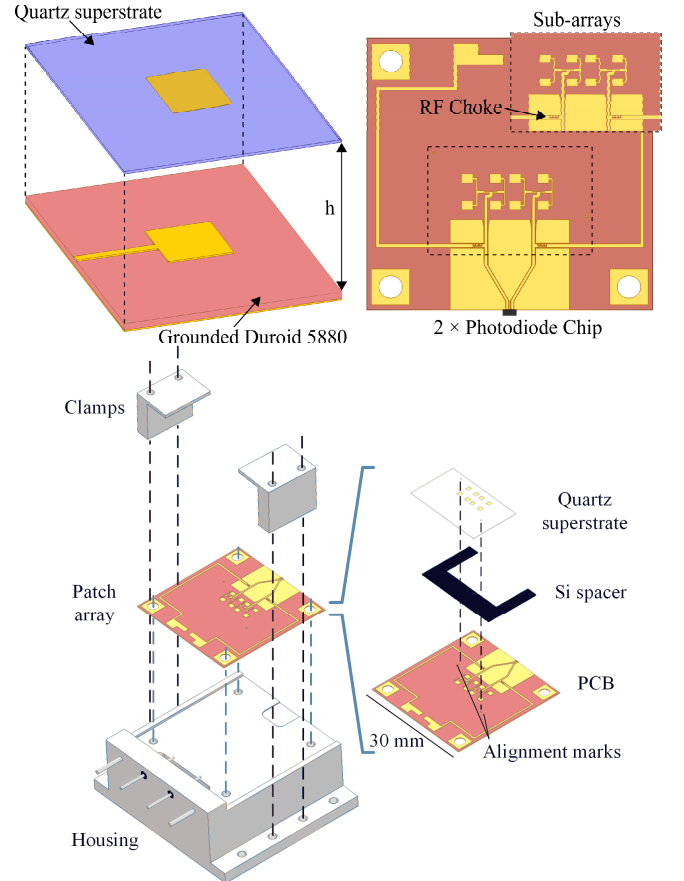 Quartz superstrate
h
Grounded Duroid 5880
Sub-arrays
RF Choke
2 × Photodiode Chip
Clamps
Patch
array
Housing
Quartz
superstrate
Si spacer
PCB
30 mm
Alignment marks